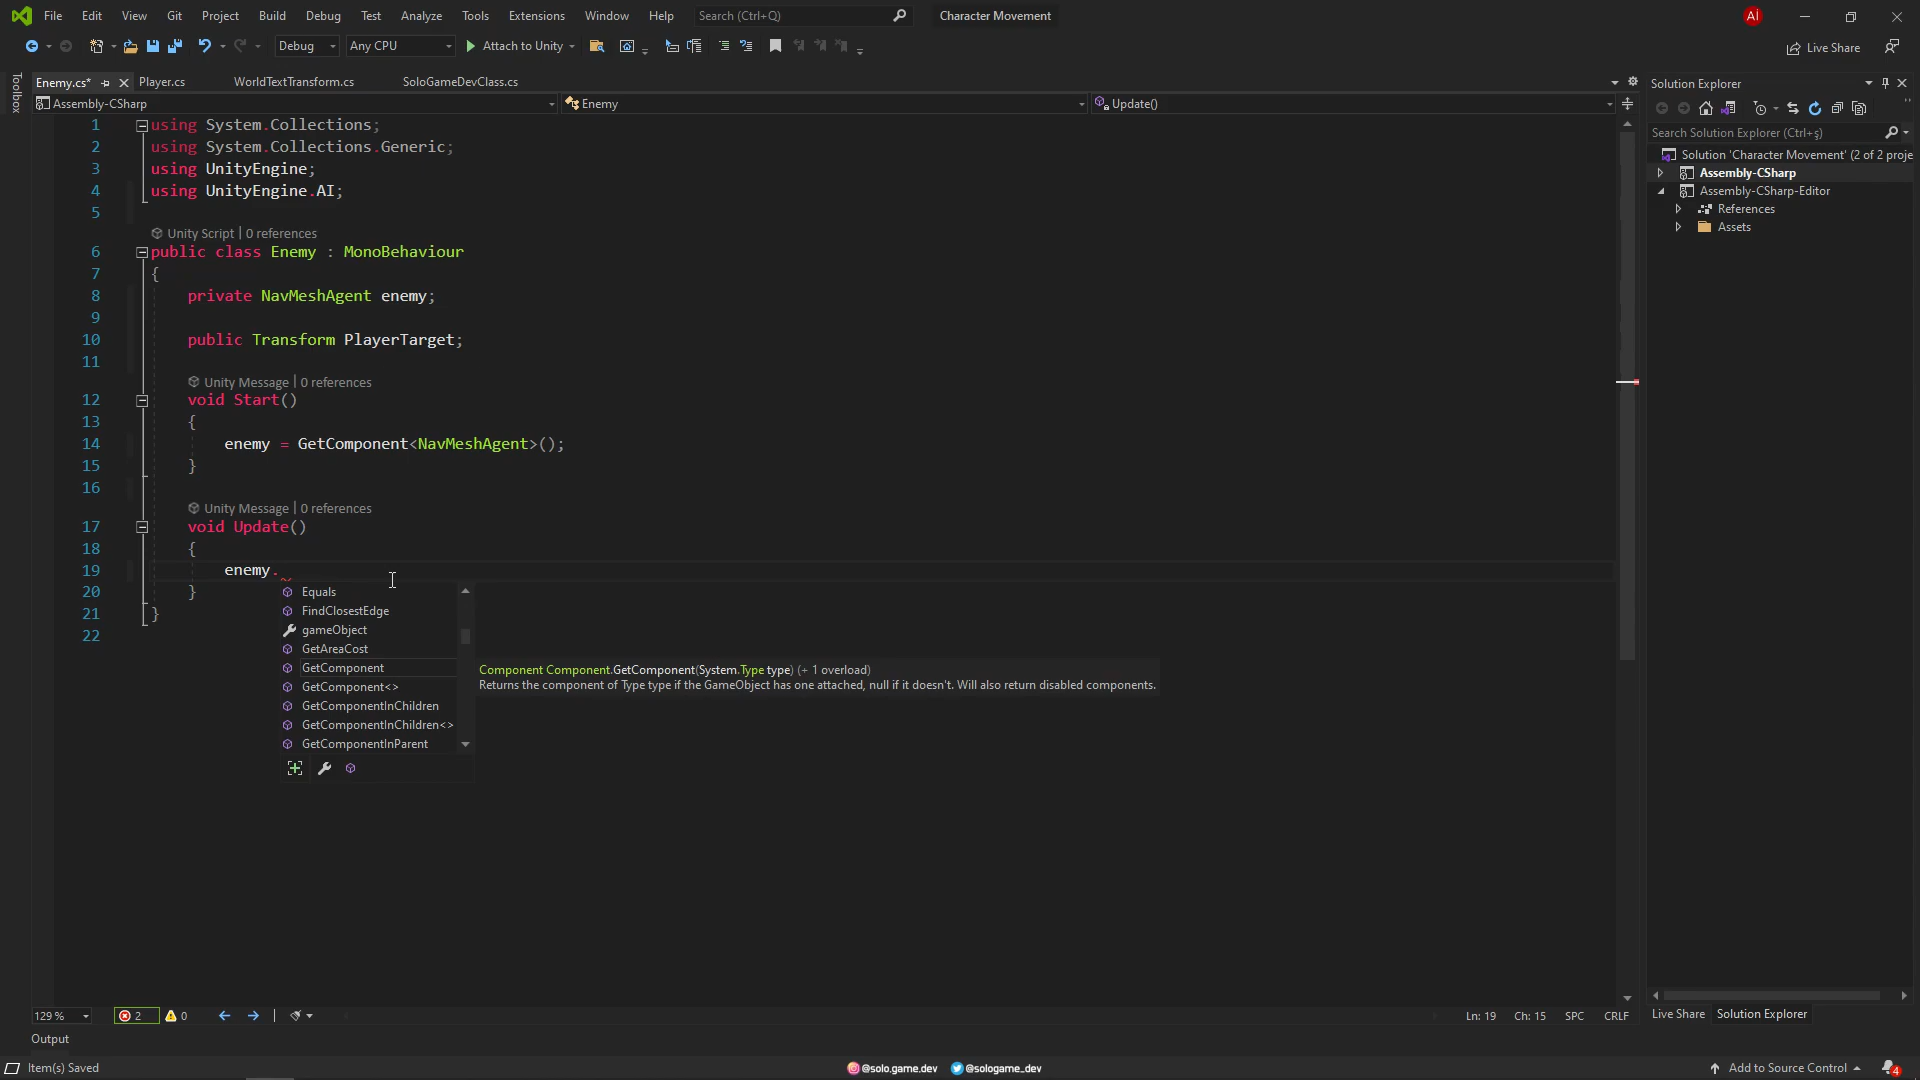 File Edit View Git Project Build Debug Test Analyze Tools Extensions Window Help Search (Ctrl+Q) Character Movement AI
Debug Any CPU Attach to Unity Live Share
Toolbox
Enemy.cs* Player.cs WorldTextTransform.cs SoloGameDevClass.cs
Assembly-CSharp Enemy Update()
1 using System.Collections;
2 using System.Collections.Generic;
3 using UnityEngine;
4 using UnityEngine.AI;
5
Unity Script | 0 references
6 public class Enemy : MonoBehaviour
7 {
8 private NavMeshAgent enemy;
9
10 public Transform PlayerTarget;
11
Unity Message | 0 references
12 void Start()
13 {
14 enemy = GetComponent<NavMeshAgent>();
15 }
16
Unity Message | 0 references
17 void Update()
18 {
19 enemy.
20 }
21 }
22
Equals
FindClosestEdge
gameObject
GetAreaCost
GetComponent
GetComponent<>
GetComponentInChildren
GetComponentInChildren<>
GetComponentInParent
Component Component.GetComponent(System.Type type) (+ 1 overload)
Returns the component of Type type if the GameObject has one attached, null if it doesn't. Will also return disabled components.
Solution Explorer
Search Solution Explorer (Ctrl+ş)
Solution 'Character Movement' (2 of 2 proje
Assembly-CSharp
Assembly-CSharp-Editor
References
Assets
Live Share Solution Explorer
129 % 2 0 Ln: 19 Ch: 15 SPC CRLF
Output
Item(s) Saved @solo.game.dev @sologame_dev Add to Source Control 4